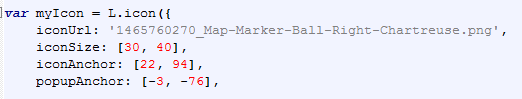 var myIcon = L.icon({
iconUrl: '1465760270_Map-Marker-Ball-Right-Chartreuse.png',
iconSize: [30, 40],
iconAnchor: [22, 94],
popupAnchor: [-3, -76],